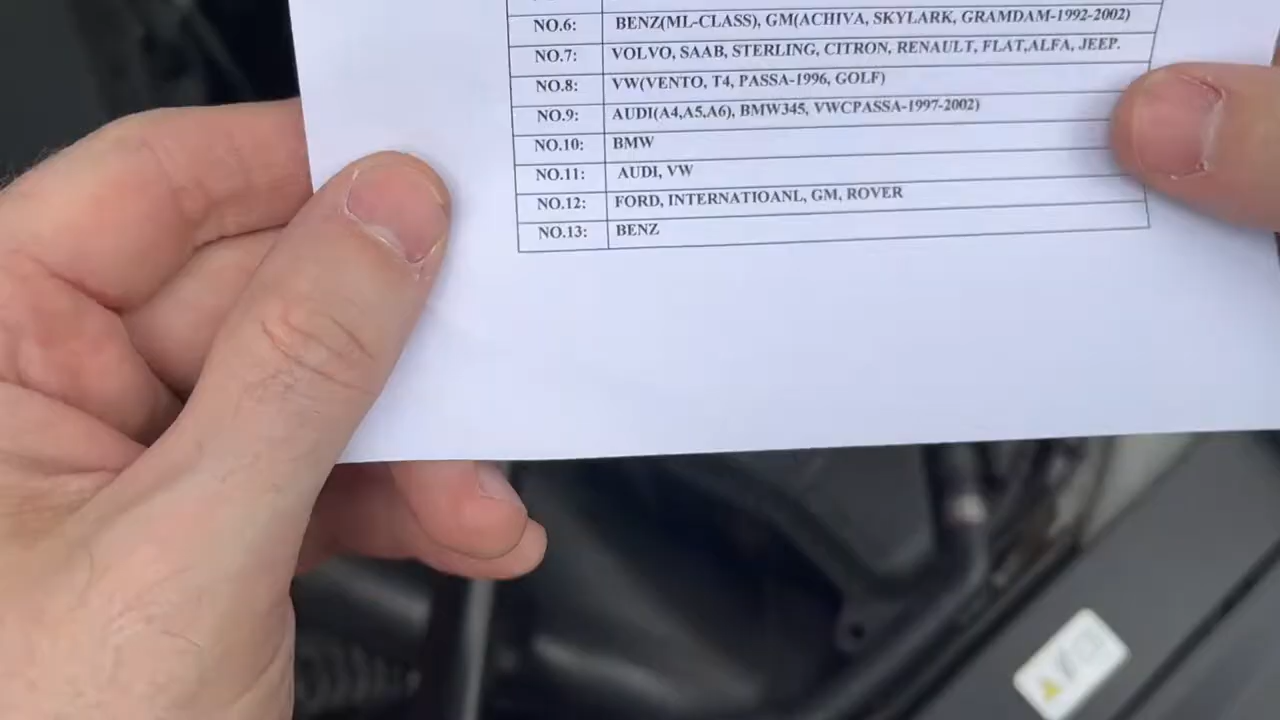 NO.6: BENZ(ML-CLASS), GM(ACHIVA, SKYLARK, GRAMDAM-1992-2002)
NO.7: VOLVO, SAAB, STERLING, CITRON, RENAULT, FLAT,ALFA, JEEP.
NO.8: VW(VENTO, T4, PASSA-1996, GOLF)
NO.9: AUDI(A4,A5,A6), BMW345, VWCPASSA-1997-2002)
NO.10: BMW
NO.11: AUDI, VW
NO.12: FORD, INTERNATIOANL, GM, ROVER
NO.13: BENZ